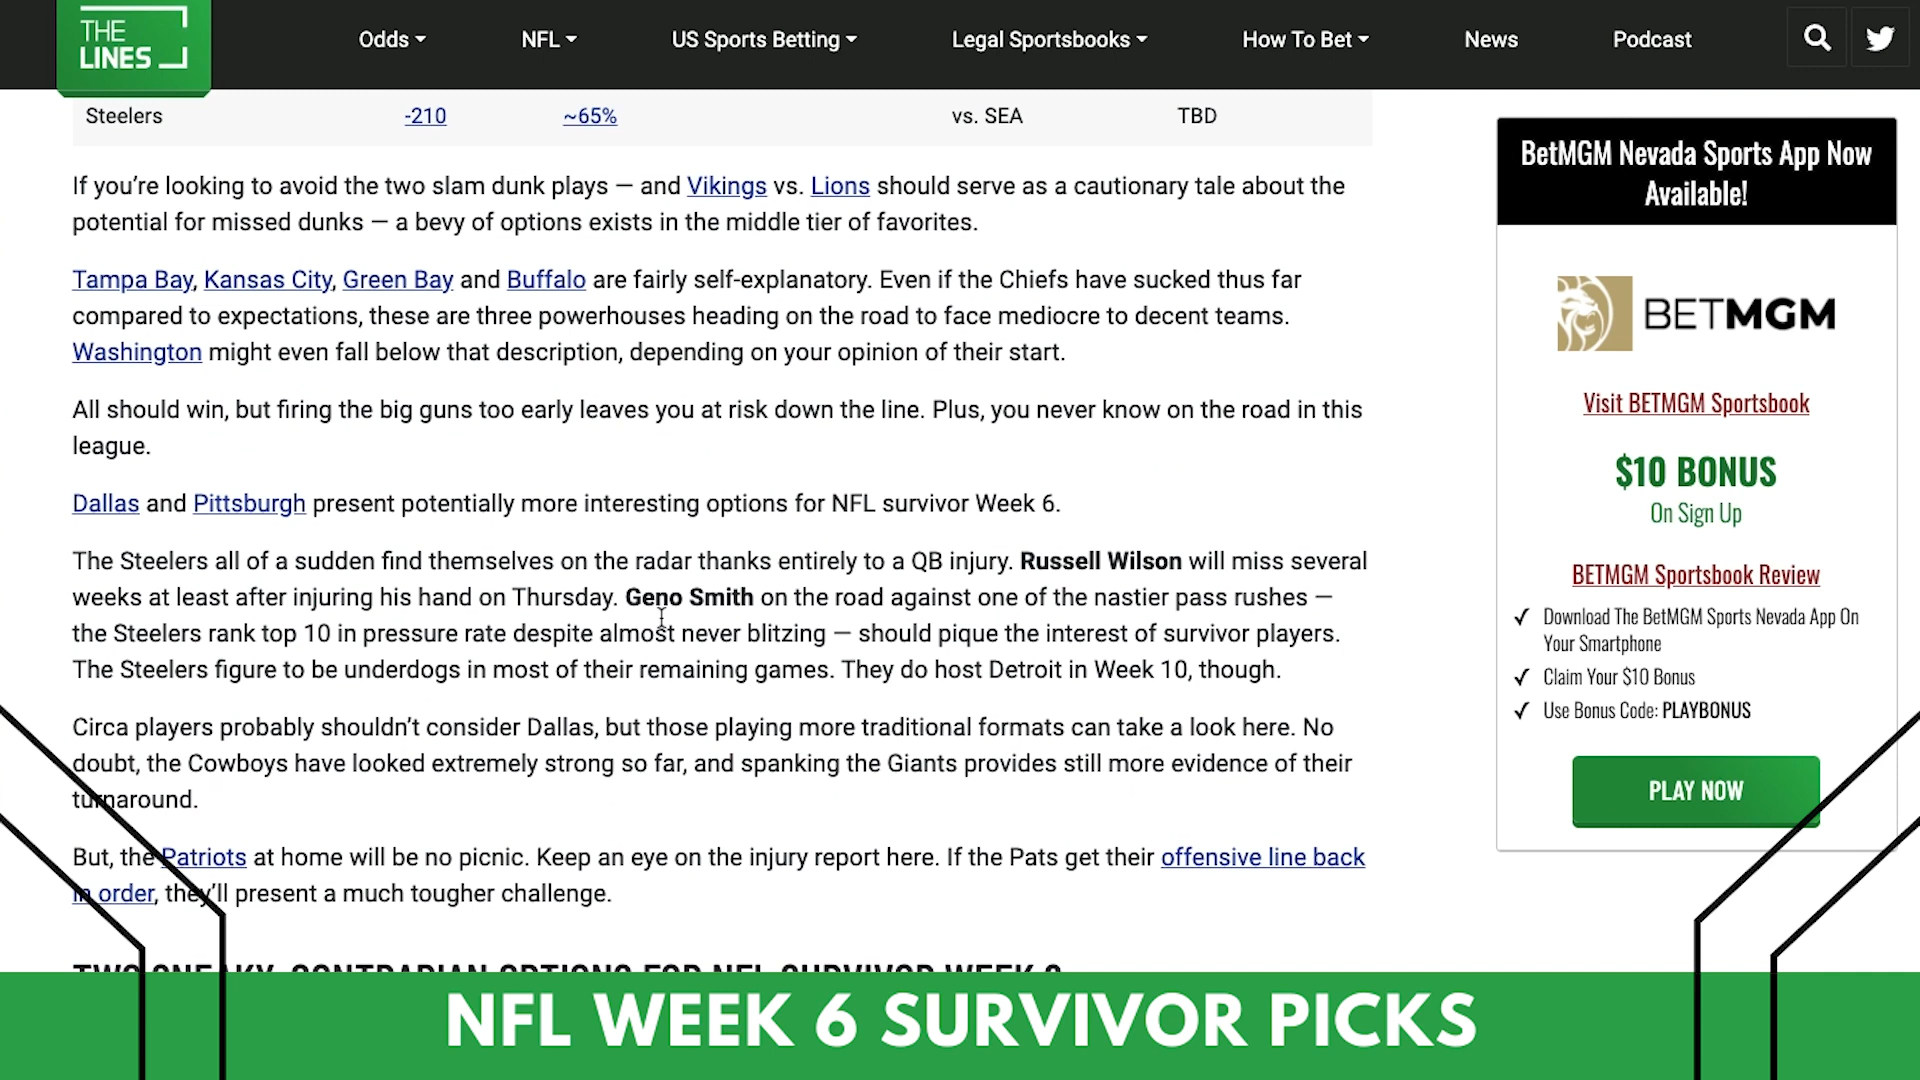 THE
LINES
Odds
NFL
US Sports Betting
Legal Sportsbooks
How To Bet
News
Podcast
Steelers -210 ~65% vs. SEA TBD
If you’re looking to avoid the two slam dunk plays — and Vikings vs. Lions should serve as a cautionary tale about the
potential for missed dunks — a bevy of options exists in the middle tier of favorites.
Tampa Bay, Kansas City, Green Bay and Buffalo are fairly self-explanatory. Even if the Chiefs have sucked thus far
compared to expectations, these are three powerhouses heading on the road to face mediocre to decent teams.
Washington might even fall below that description, depending on your opinion of their start.
All should win, but firing the big guns too early leaves you at risk down the line. Plus, you never know on the road in this
league.
Dallas and Pittsburgh present potentially more interesting options for NFL survivor Week 6.
The Steelers all of a sudden find themselves on the radar thanks entirely to a QB injury. Russell Wilson will miss several
weeks at least after injuring his hand on Thursday. Geno Smith on the road against one of the nastier pass rushes —
the Steelers rank top 10 in pressure rate despite almost never blitzing — should pique the interest of survivor players.
The Steelers figure to be underdogs in most of their remaining games. They do host Detroit in Week 10, though.
Circa players probably shouldn’t consider Dallas, but those playing more traditional formats can take a look here. No
doubt, the Cowboys have looked extremely strong so far, and spanking the Giants provides still more evidence of their
turnaround.
But, the Patriots at home will be no picnic. Keep an eye on the injury report here. If the Pats get their offensive line back
in order, they’ll present a much tougher challenge.
TWO SNEAKY, CONTRARIAN OPTIONS FOR NFL SURVIVOR WEEK
BetMGM Nevada Sports App Now
Available!
BETMGM
Visit BETMGM Sportsbook
$10 BONUS
On Sign Up
BETMGM Sportsbook Review
✓ Download The BetMGM Sports Nevada App On
Your Smartphone
✓ Claim Your $10 Bonus
✓ Use Bonus Code: PLAYBONUS
PLAY NOW
NFL WEEK 6 SURVIVOR PICKS